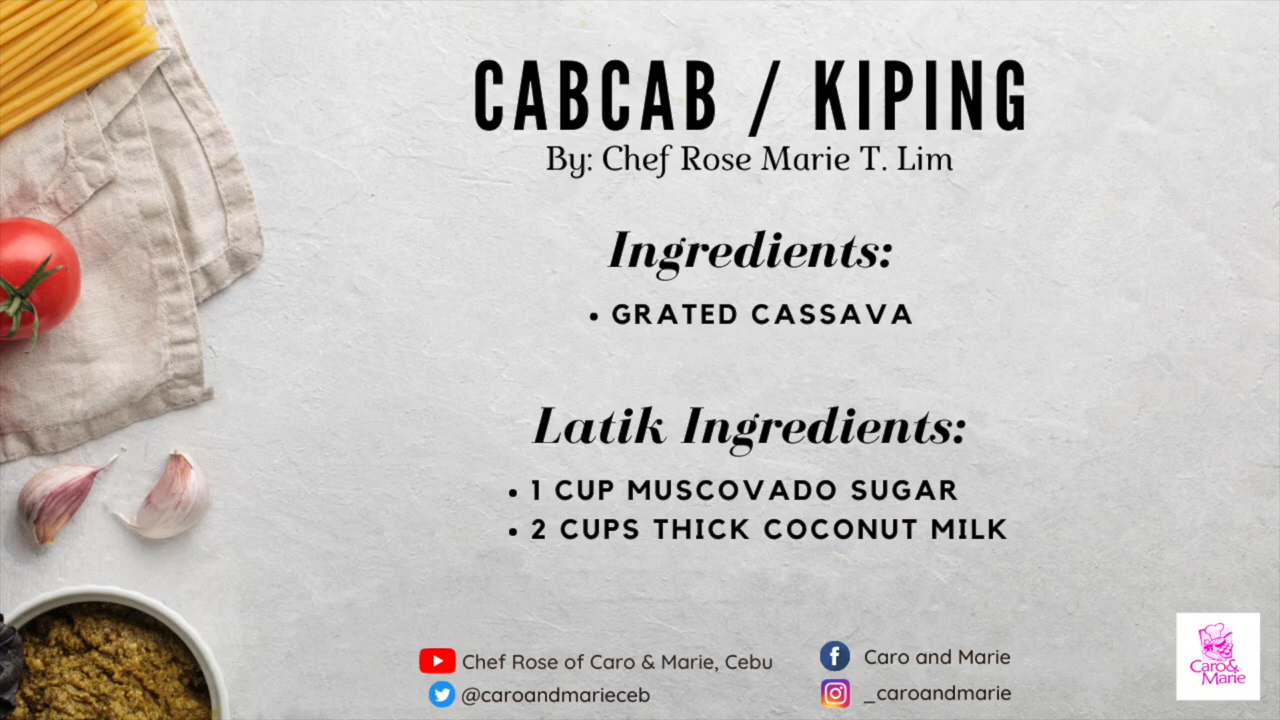 CABCAB / KIPING
By: Chef Rose Marie T. Lim
Ingredients:
• GRATED CASSAVA
Latik Ingredients:
• 1 CUP MUSCOVADO SUGAR
• 2 CUPS THICK COCONUT MILK
Chef Rose of Caro & Marie, Cebu
Caro and Marie
@caroandmarieceb
_caroandmarie
Caro&
Marie